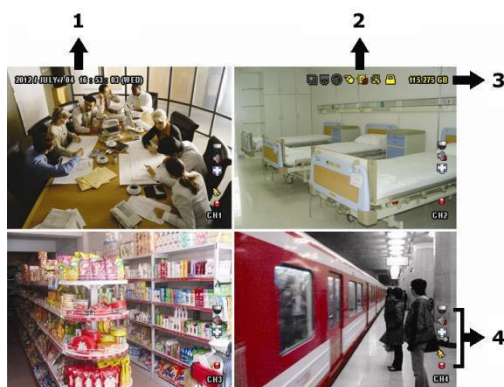 1
2
2012 / JULY / 04 16 : 53 : 03 (WED)
115.275 GB
3
CH1
CH2
CH3
CH4
4